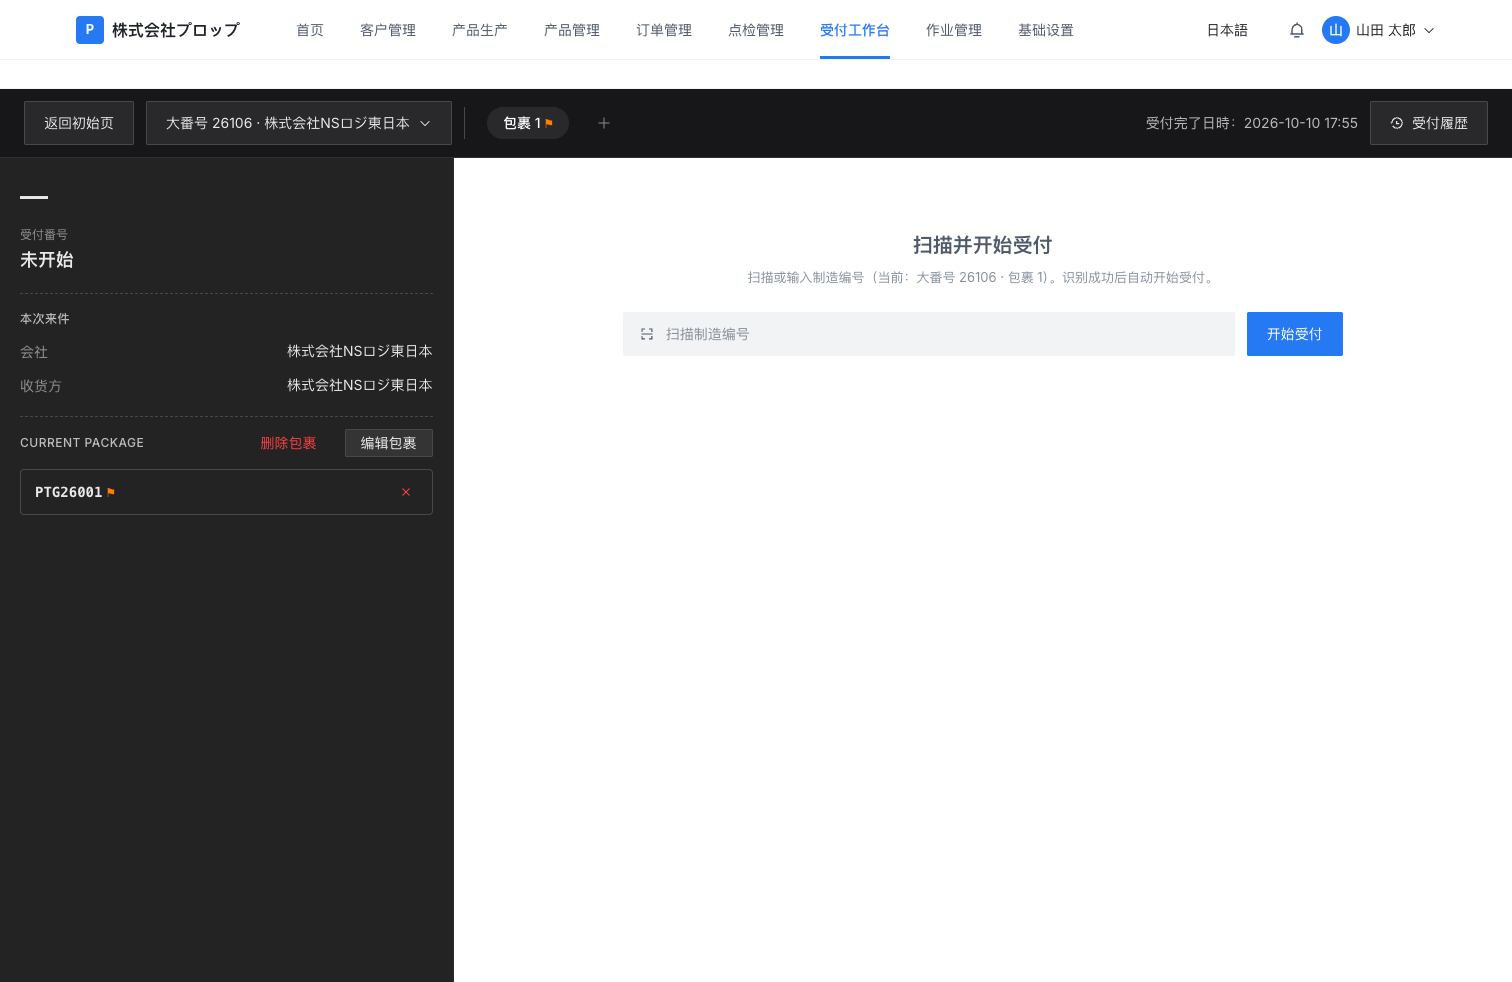 P 株式会社プロップ 首页 客户管理 产品生产 产品管理 订单管理 点检管理 受付工作台 作业管理 基础设置 日本語 山 山田 太郎
返回初始页 大番号 26106 · 株式会社NSロジ東日本 包裹 1 + 受付完了日時：2026-10-10 17:55 受付履歴
受付番号
未开始
本次来件
会社 株式会社NSロジ東日本
收货方 株式会社NSロジ東日本
CURRENT PACKAGE 删除包裹 编辑包裹
PTG26001
扫描并开始受付
扫描或输入制造编号（当前：大番号 26106 · 包裹 1）。识别成功后自动开始受付。
扫描制造编号 开始受付